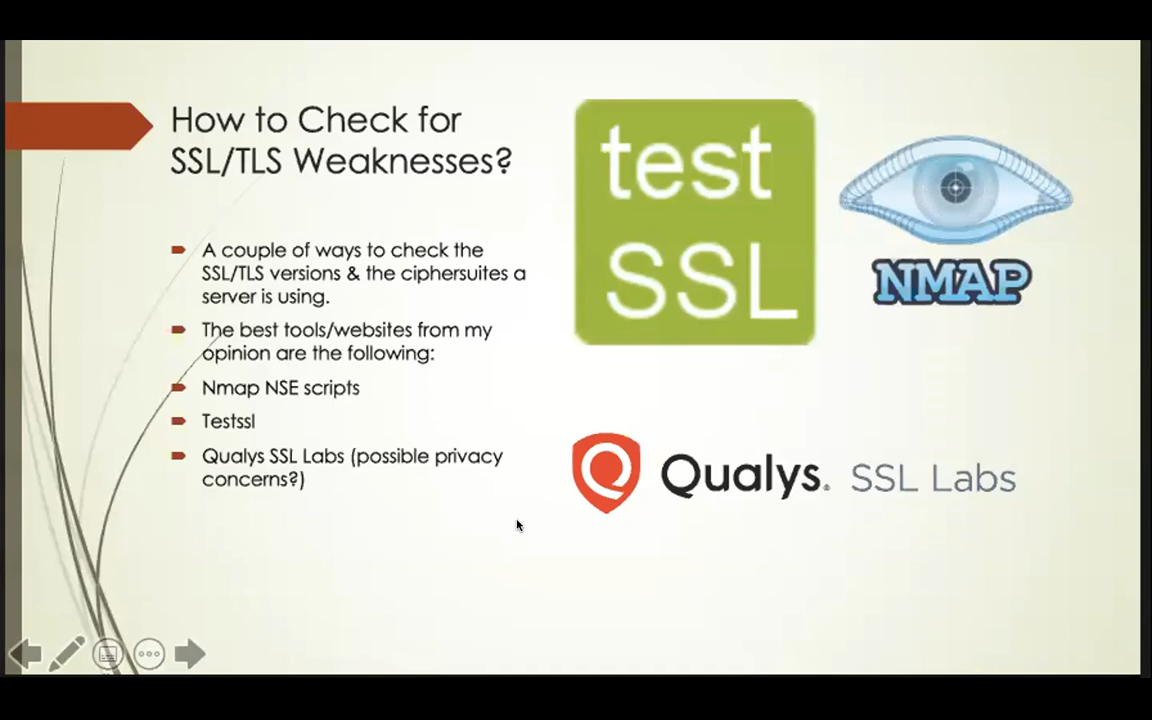 How to Check for
SSL/TLS Weaknesses?
A couple of ways to check the
SSL/TLS versions & the ciphersuites a
server is using.
The best tools/websites from my
opinion are the following:
Nmap NSE scripts
Testssl
Qualys SSL Labs (possible privacy
concerns?)
test
SSL
NMAP
Qualys. SSL Labs